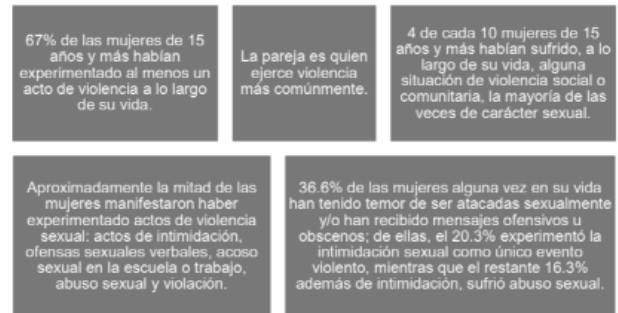 67% de las mujeres de 15
años y más habían
experimentado al menos un
acto de violencia a lo largo
de su vida.
La pareja es quien
ejerce violencia
más comúnmente.
4 de cada 10 mujeres de 15
años y más habían sufrido, a lo
largo de su vida, alguna
situación de violencia social o
comunitaria, la mayoría de las
veces de carácter sexual.
Aproximadamente la mitad de las
mujeres manifestaron haber
experimentado actos de violencia
sexual: actos de intimidación,
ofensas sexuales verbales, acoso
sexual en la escuela o trabajo,
abuso sexual y violación.
36.6% de las mujeres alguna vez en su vida
han tenido temor de ser atacadas sexualmente
y/o han recibido mensajes ofensivos u
obscenos; de ellas, el 20.3% experimentó la
intimidación sexual como único evento
violento, mientras que el restante 16.3%
además de intimidación, sufrió abuso sexual.